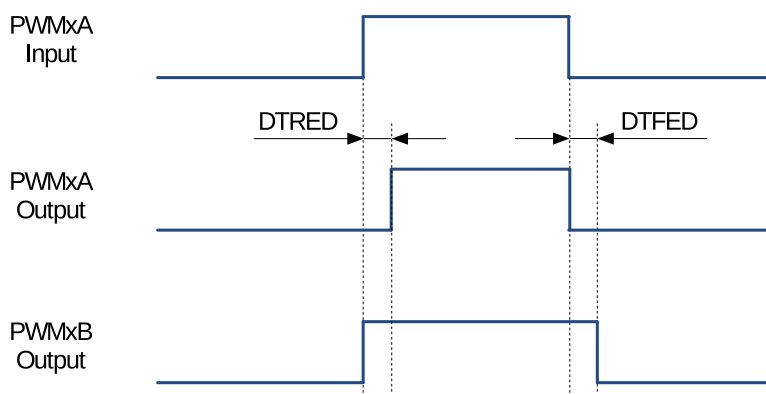 PWMxA
Input
DTRED
DTFED
PWMxA
Output
PWMxB
Output